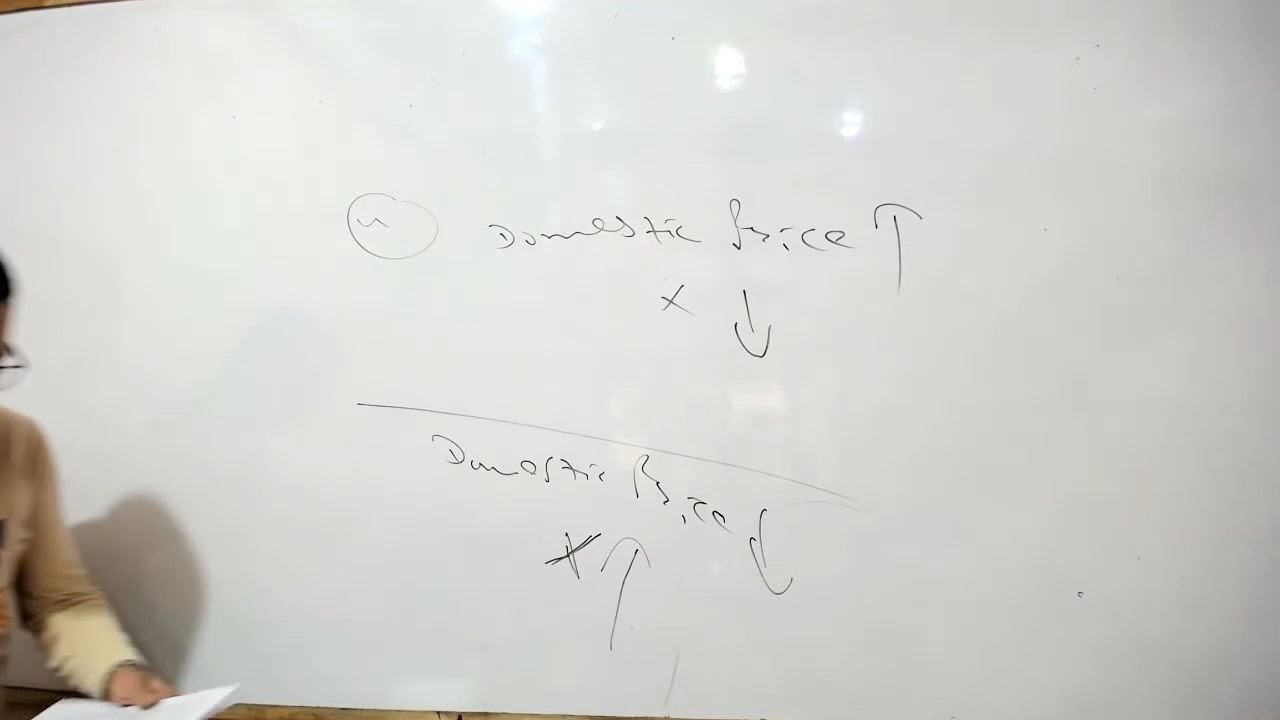 Domestic Price ↑
X ↓
Domestic Price ↓
X ↑